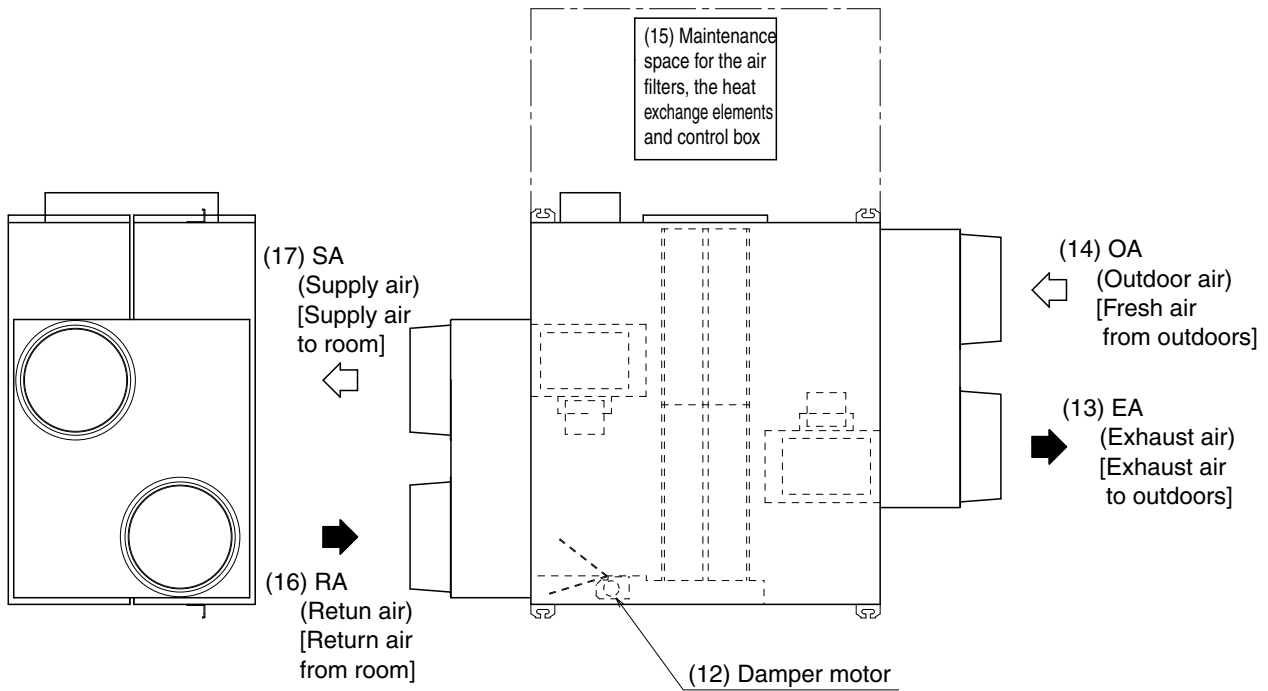 (15) Maintenance
space for the air
filters, the heat
exchange elements
and control box
(17) SA
(Supply air)
[Supply air
to room]
(14) OA
(Outdoor air)
[Fresh air
from outdoors]
(13) EA
(Exhaust air)
[Exhaust air
to outdoors]
(16) RA
(Retun air)
[Return air
from room]
(12) Damper motor